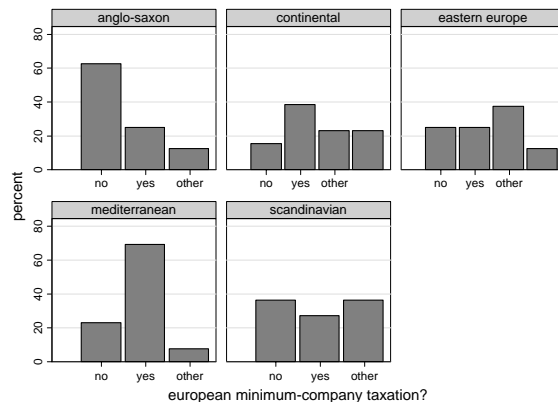 anglo-saxon
continental
eastern europe
80
60
40
20
0
no yes other
no yes other
no yes other
percent
mediterranean
scandinavian
80
60
40
20
0
no yes other
no yes other
european minimum-company taxation?